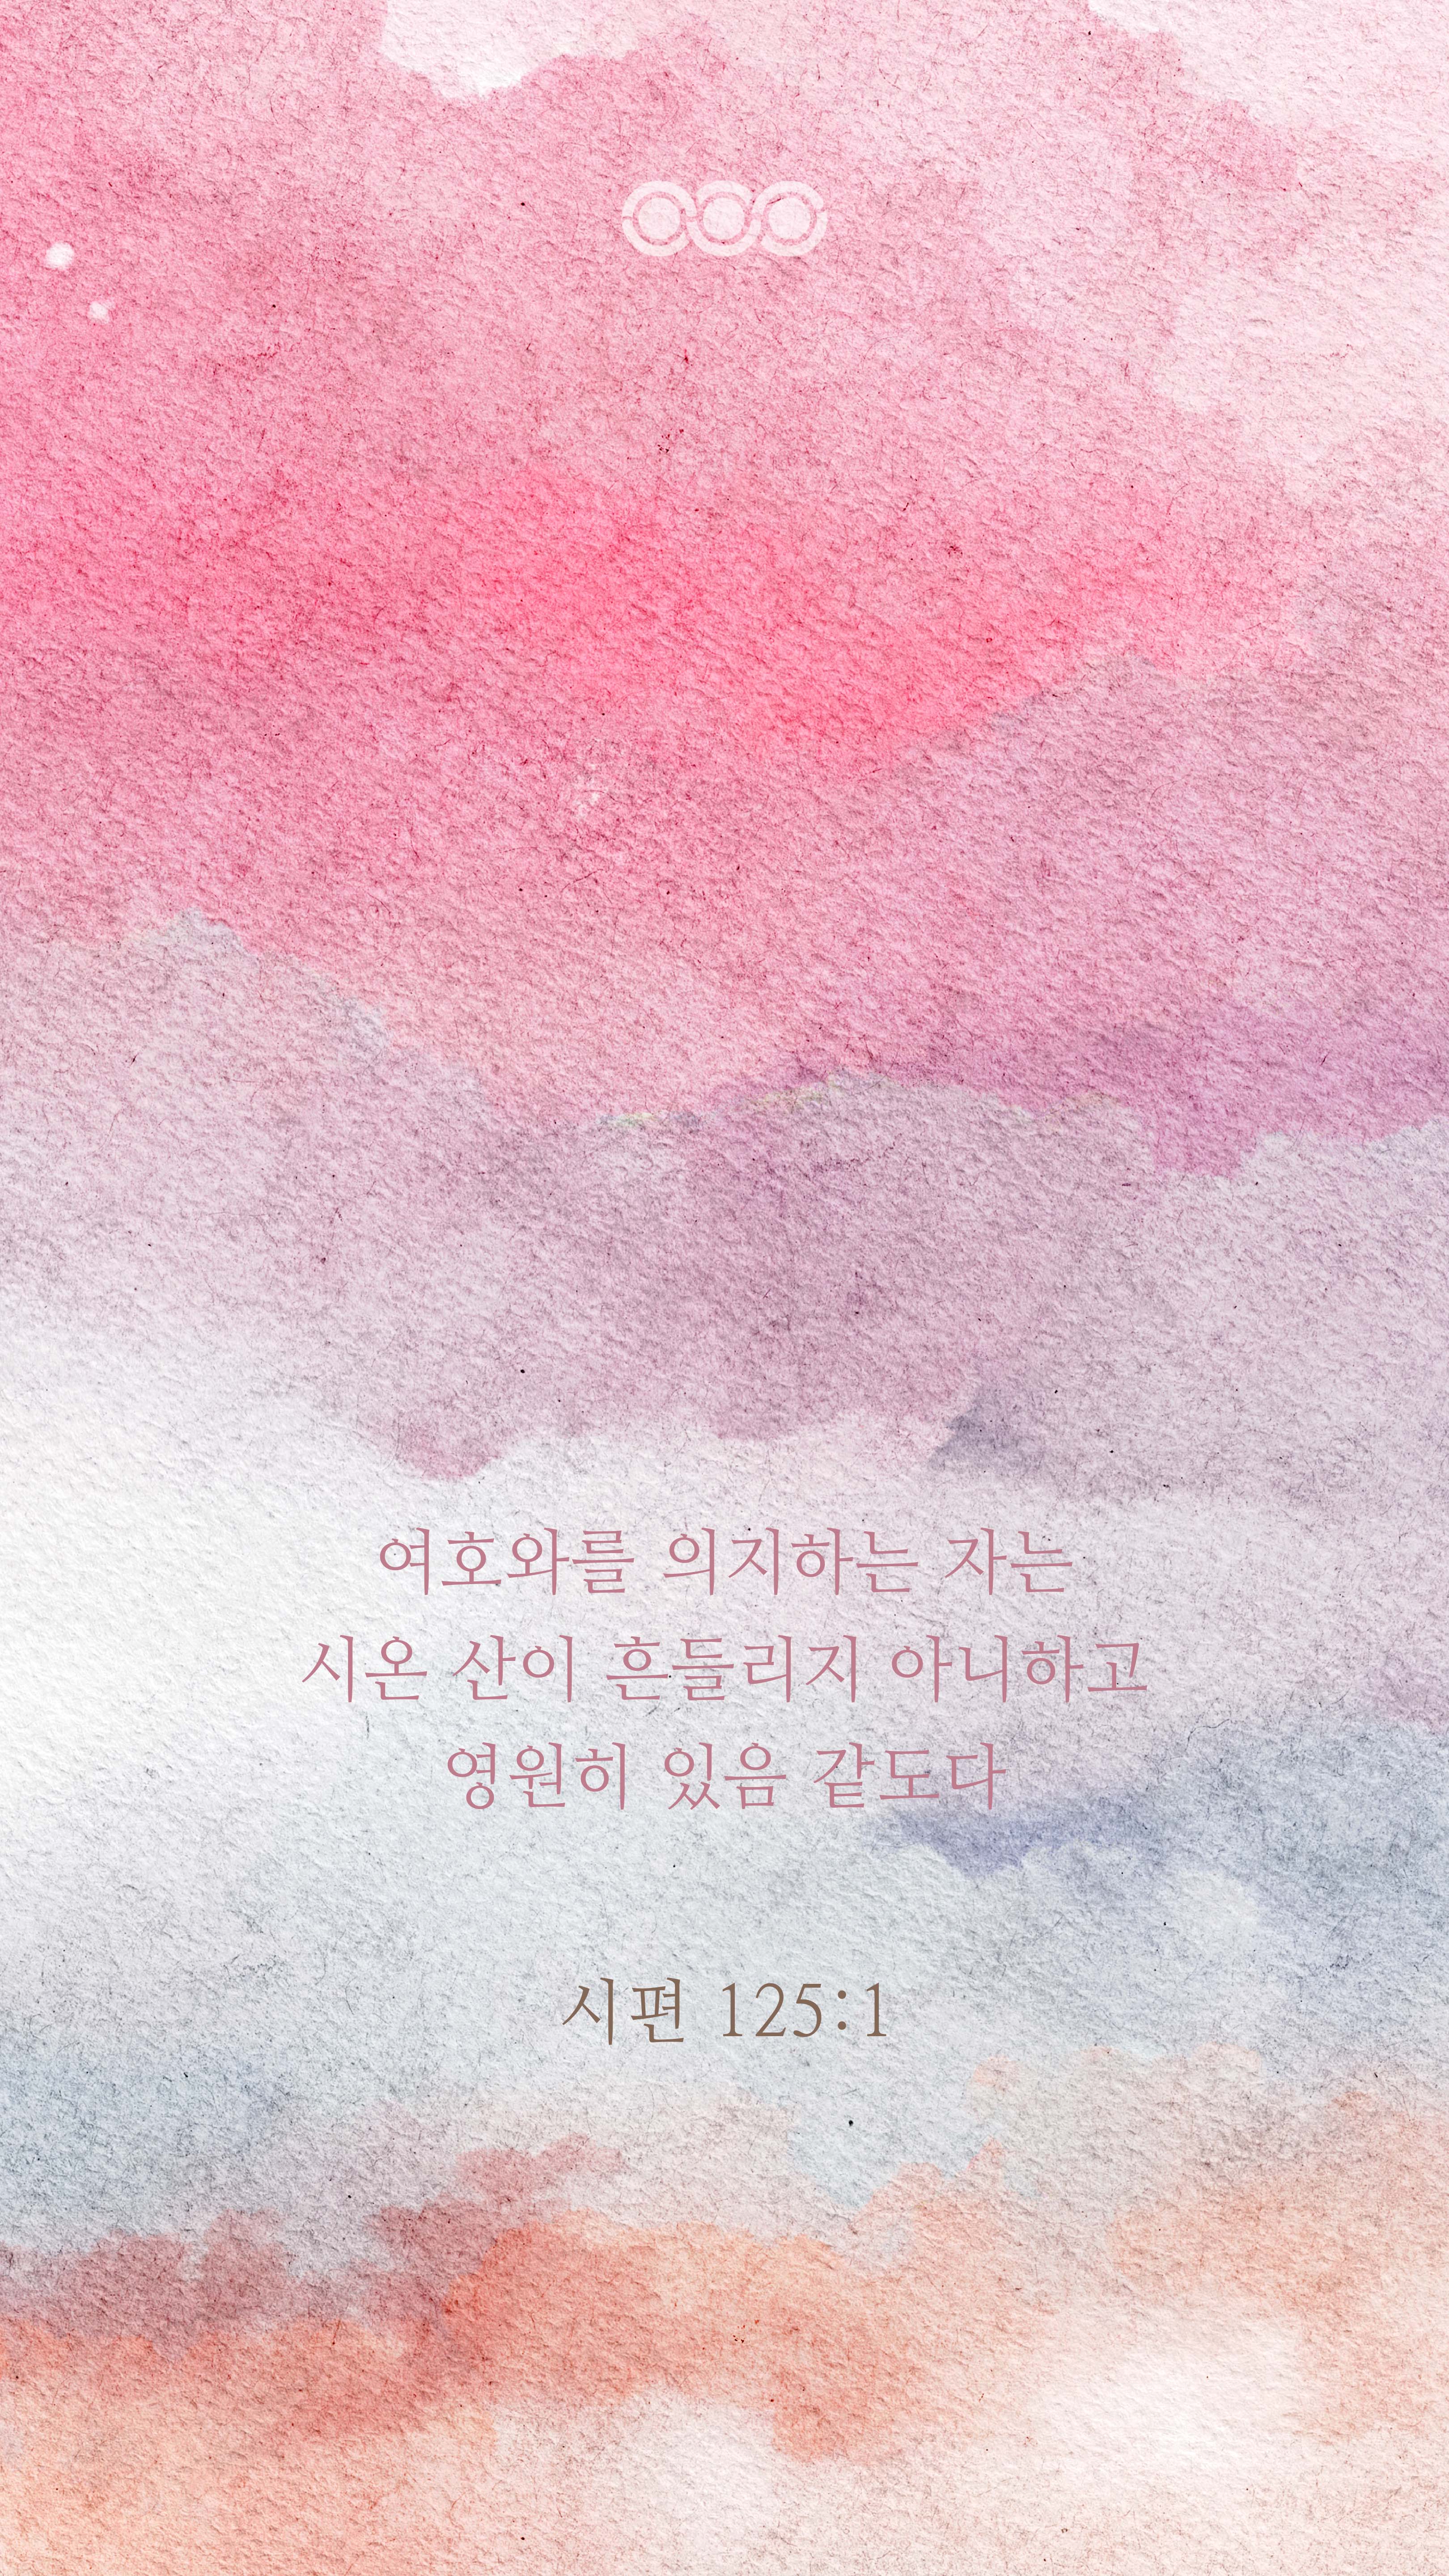 여호와를 의지하는 자는
시온 산이 흔들리지 아니하고
영원히 있음 같도다
시편 125:1